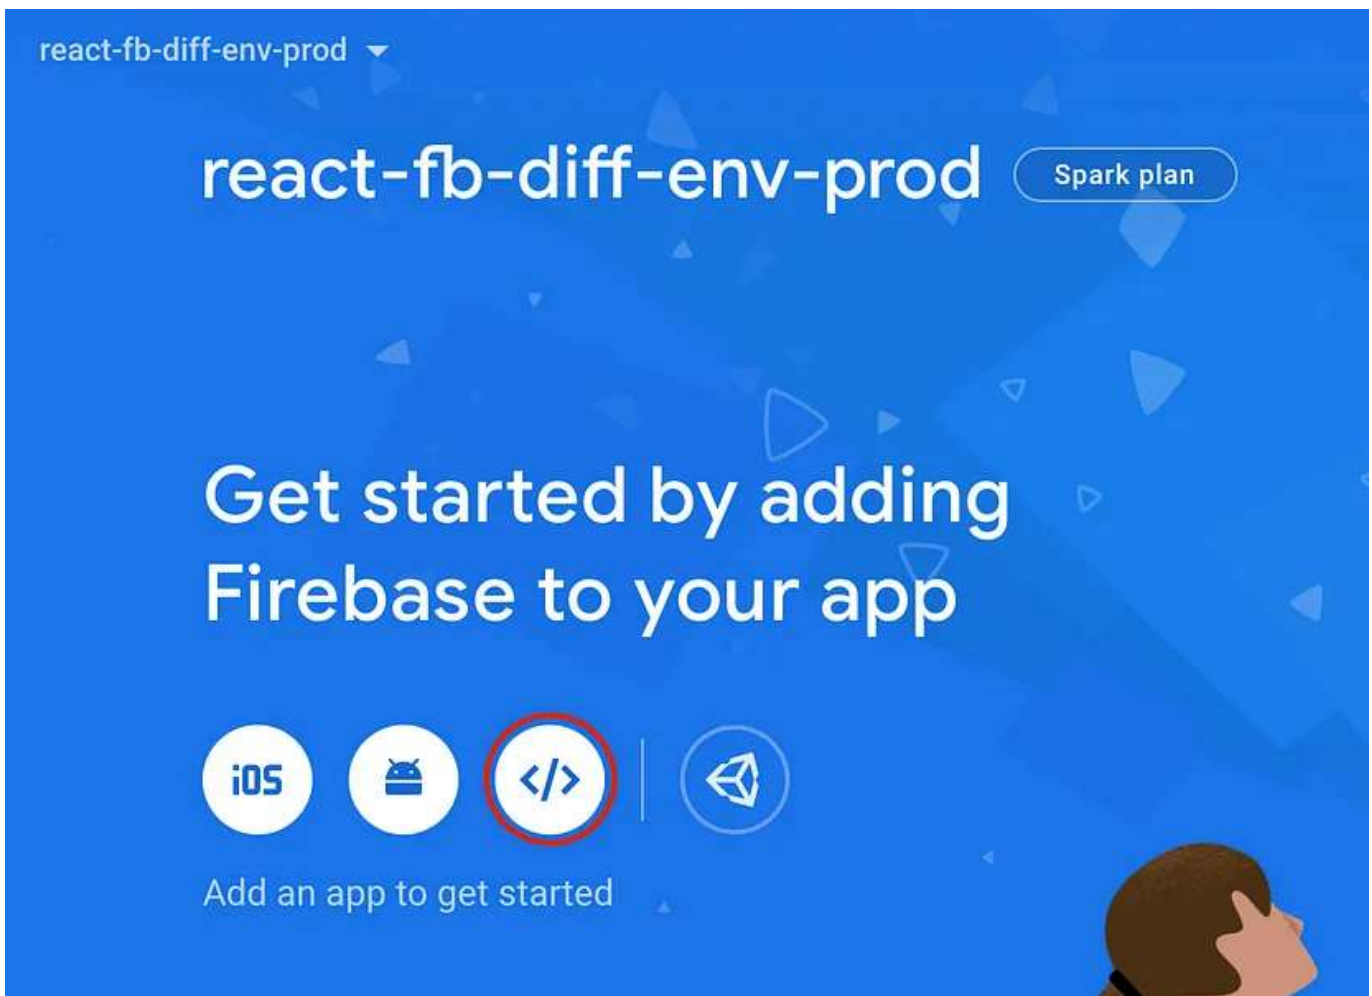 react-fb-diff-env-prod
react-fb-diff-env-prod Spark plan
Get started by adding
Firebase to your app
iOS </>
Add an app to get started